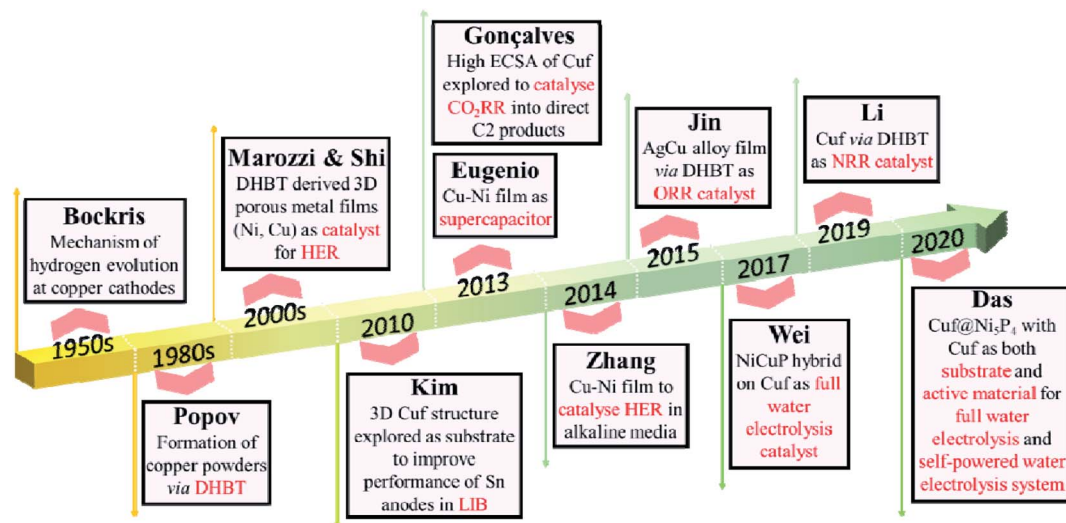 Bockris
Mechanism of
hydrogen evolution
at copper cathodes
1950s
1980s
Popov
Formation of
copper powders
via DHBT
Marozzi & Shi
DHBT derived 3D
porous metal films
(Ni, Cu) as catalyst
for HER
2000s
2010
Kim
3D Cuf structure
explored as substrate
to improve
performance of Sn
anodes in LIB
Gonçalves
High ECSA of Cuf
explored to catalyse
CO₂RR into direct
C2 products
Eugenio
Cu-Ni film as
supercapacitor
2013
2014
Zhang
Cu-Ni film to
catalyse HER in
alkaline media
Jin
AgCu alloy film
via DHBT as
ORR catalyst
2015
2017
Wei
NiCuP hybrid
on Cuf as full
water
electrolysis
catalyst
Li
Cuf via DHBT
as NRR catalyst
2019
2020
Das
Cuf@Ni₅P₄ with
Cuf as both
substrate and
active material for
full water
electrolysis and
self-powered water
electrolysis system